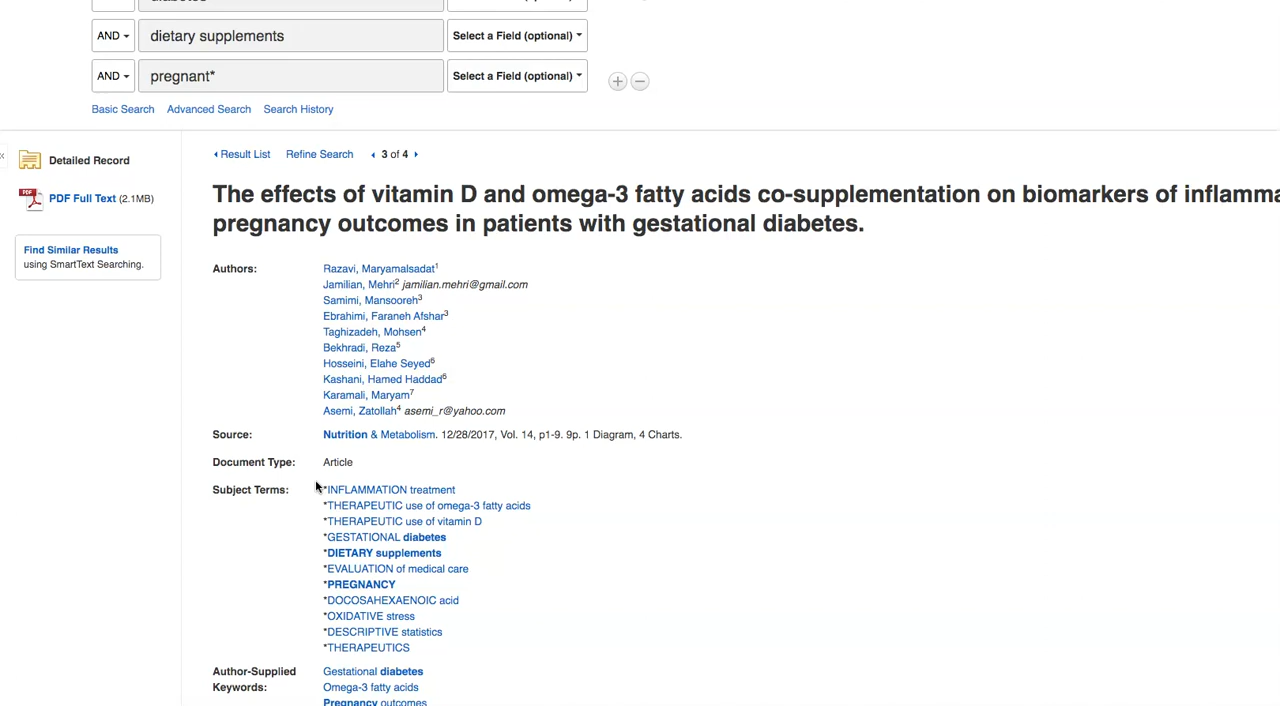 diabetes
AND dietary supplements Select a Field (optional)
AND pregnant* Select a Field (optional)
Basic Search Advanced Search Search History
Detailed Record
PDF Full Text (2.1MB)
Find Similar Results
using SmartText Searching.
Result List Refine Search 3 of 4
The effects of vitamin D and omega-3 fatty acids co-supplementation on biomarkers of inflamma
pregnancy outcomes in patients with gestational diabetes.
Authors: Razavi, Maryamalsadat1
Jamilian, Mehri2 jamilian.mehri@gmail.com
Samimi, Mansooreh3
Ebrahimi, Faraneh Afshar3
Taghizadeh, Mohsen4
Bekhradi, Reza5
Hosseini, Elahe Seyed6
Kashani, Hamed Haddad6
Karamali, Maryam7
Asemi, Zatollah4 asemi_r@yahoo.com
Source: Nutrition & Metabolism. 12/28/2017, Vol. 14, p1-9. 9p. 1 Diagram, 4 Charts.
Document Type: Article
Subject Terms: *INFLAMMATION treatment
*THERAPEUTIC use of omega-3 fatty acids
*THERAPEUTIC use of vitamin D
*GESTATIONAL diabetes
*DIETARY supplements
*EVALUATION of medical care
*PREGNANCY
*DOCOSAHEXAENOIC acid
*OXIDATIVE stress
*DESCRIPTIVE statistics
*THERAPEUTICS
Author-Supplied Gestational diabetes
Keywords: Omega-3 fatty acids
Pregnancy outcomes